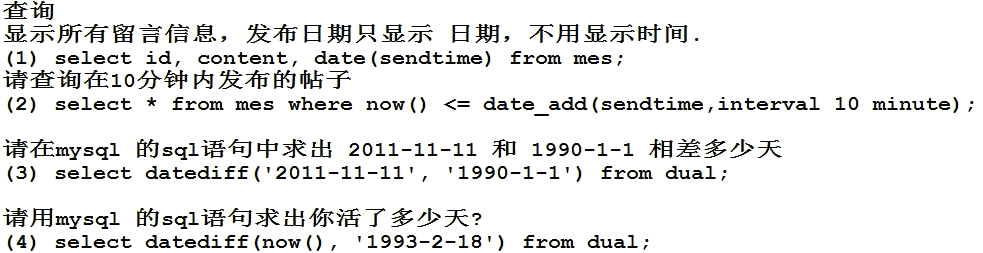 查询
显示所有留言信息，发布日期只显示 日期，不用显示时间.
(1) select id, content, date(sendtime) from mes;
请查询在10分钟内发布的帖子
(2) select * from mes where now() <= date_add(sendtime,interval 10 minute);
请在mysql 的sql语句中求出 2011-11-11 和 1990-1-1 相差多少天
(3) select datediff('2011-11-11', '1990-1-1') from dual;
请用mysql 的sql语句求出你活了多少天?
(4) select datediff(now(), '1993-2-18') from dual;